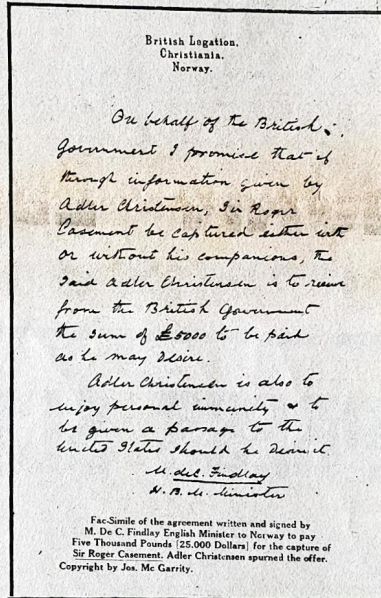 British Legation.
Christiania.
Norway.
On behalf of the British
Government I promise that if
through information given by
Adler Christensen, Sir Roger
Casement be captured either with
or without his companions, the
said Adler Christensen is to receive
from the British Government
the sum of £5000 to be paid
as he may desire.
Adler Christensen is also to
enjoy personal immunity & to
be given a passage to the
United States should he desire it
M. deC. Findlay
H. B. M. Minister
Fac-Simile of the agreement written and signed by
M. De C. Findlay English Minister to Norway to pay
Five Thousand Pounds [25.000 Dollars] for the capture of
Sir Roger Casement. Adler Christensen spurned the offer.
Copyright by Jos. Mc Garrity.